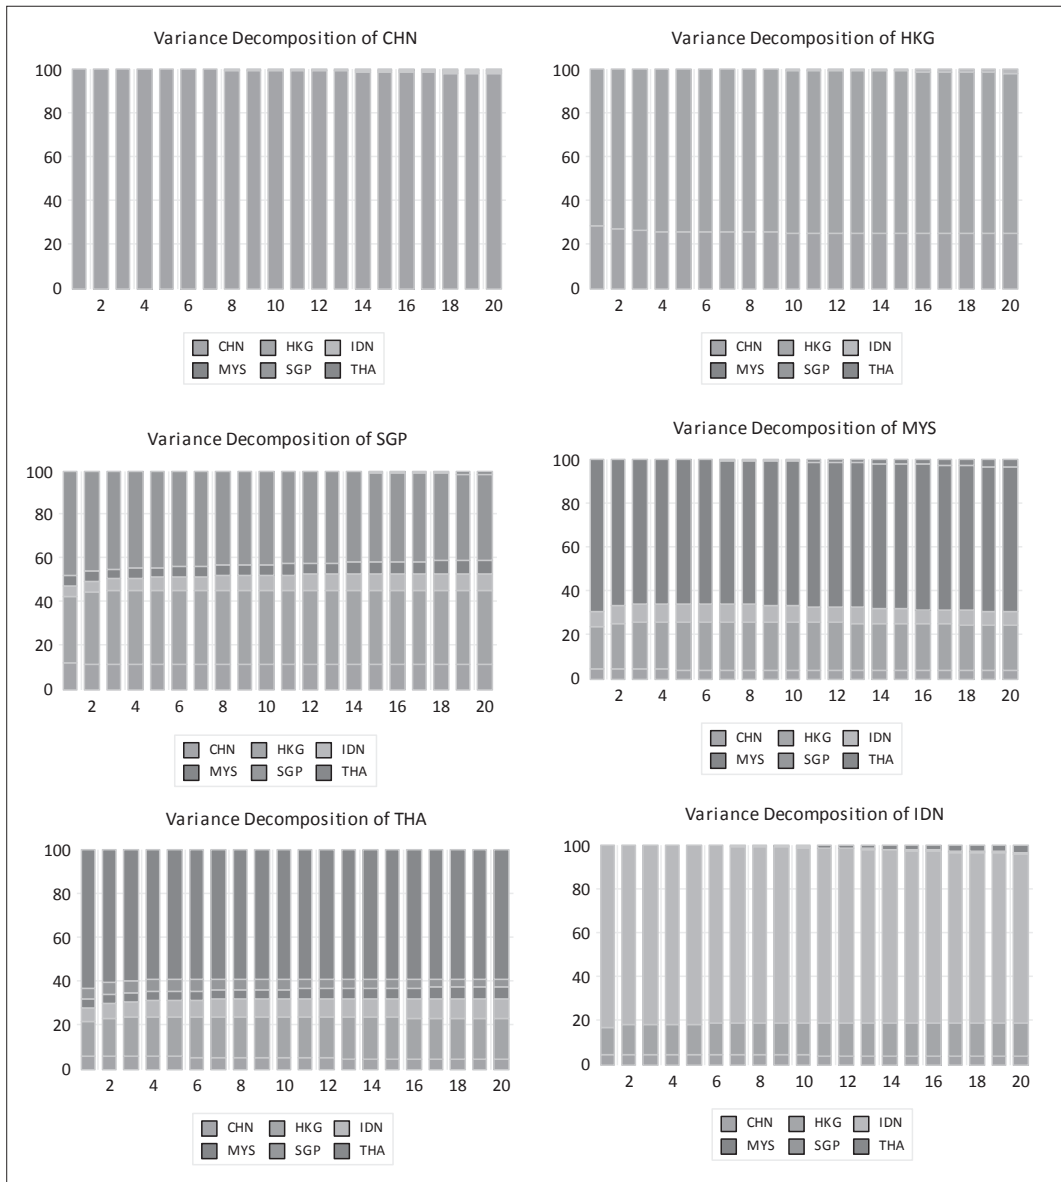 Variance Decomposition of CHN
100
80
60
40
20
0
2 4 6 8 10 12 14 16 18 20
CHN HKG IDN
MYS SGP THA
Variance Decomposition of HKG
100
80
60
40
20
0
2 4 6 8 10 12 14 16 18 20
CHN HKG IDN
MYS SGP THA
Variance Decomposition of SGP
100
80
60
40
20
0
2 4 6 8 10 12 14 16 18 20
CHN HKG IDN
MYS SGP THA
Variance Decomposition of MYS
100
80
60
40
20
0
2 4 6 8 10 12 14 16 18 20
CHN HKG IDN
MYS SGP THA
Variance Decomposition of THA
100
80
60
40
20
0
2 4 6 8 10 12 14 16 18 20
CHN HKG IDN
MYS SGP THA
Variance Decomposition of IDN
100
80
60
40
20
0
2 4 6 8 10 12 14 16 18 20
CHN HKG IDN
MYS SGP THA